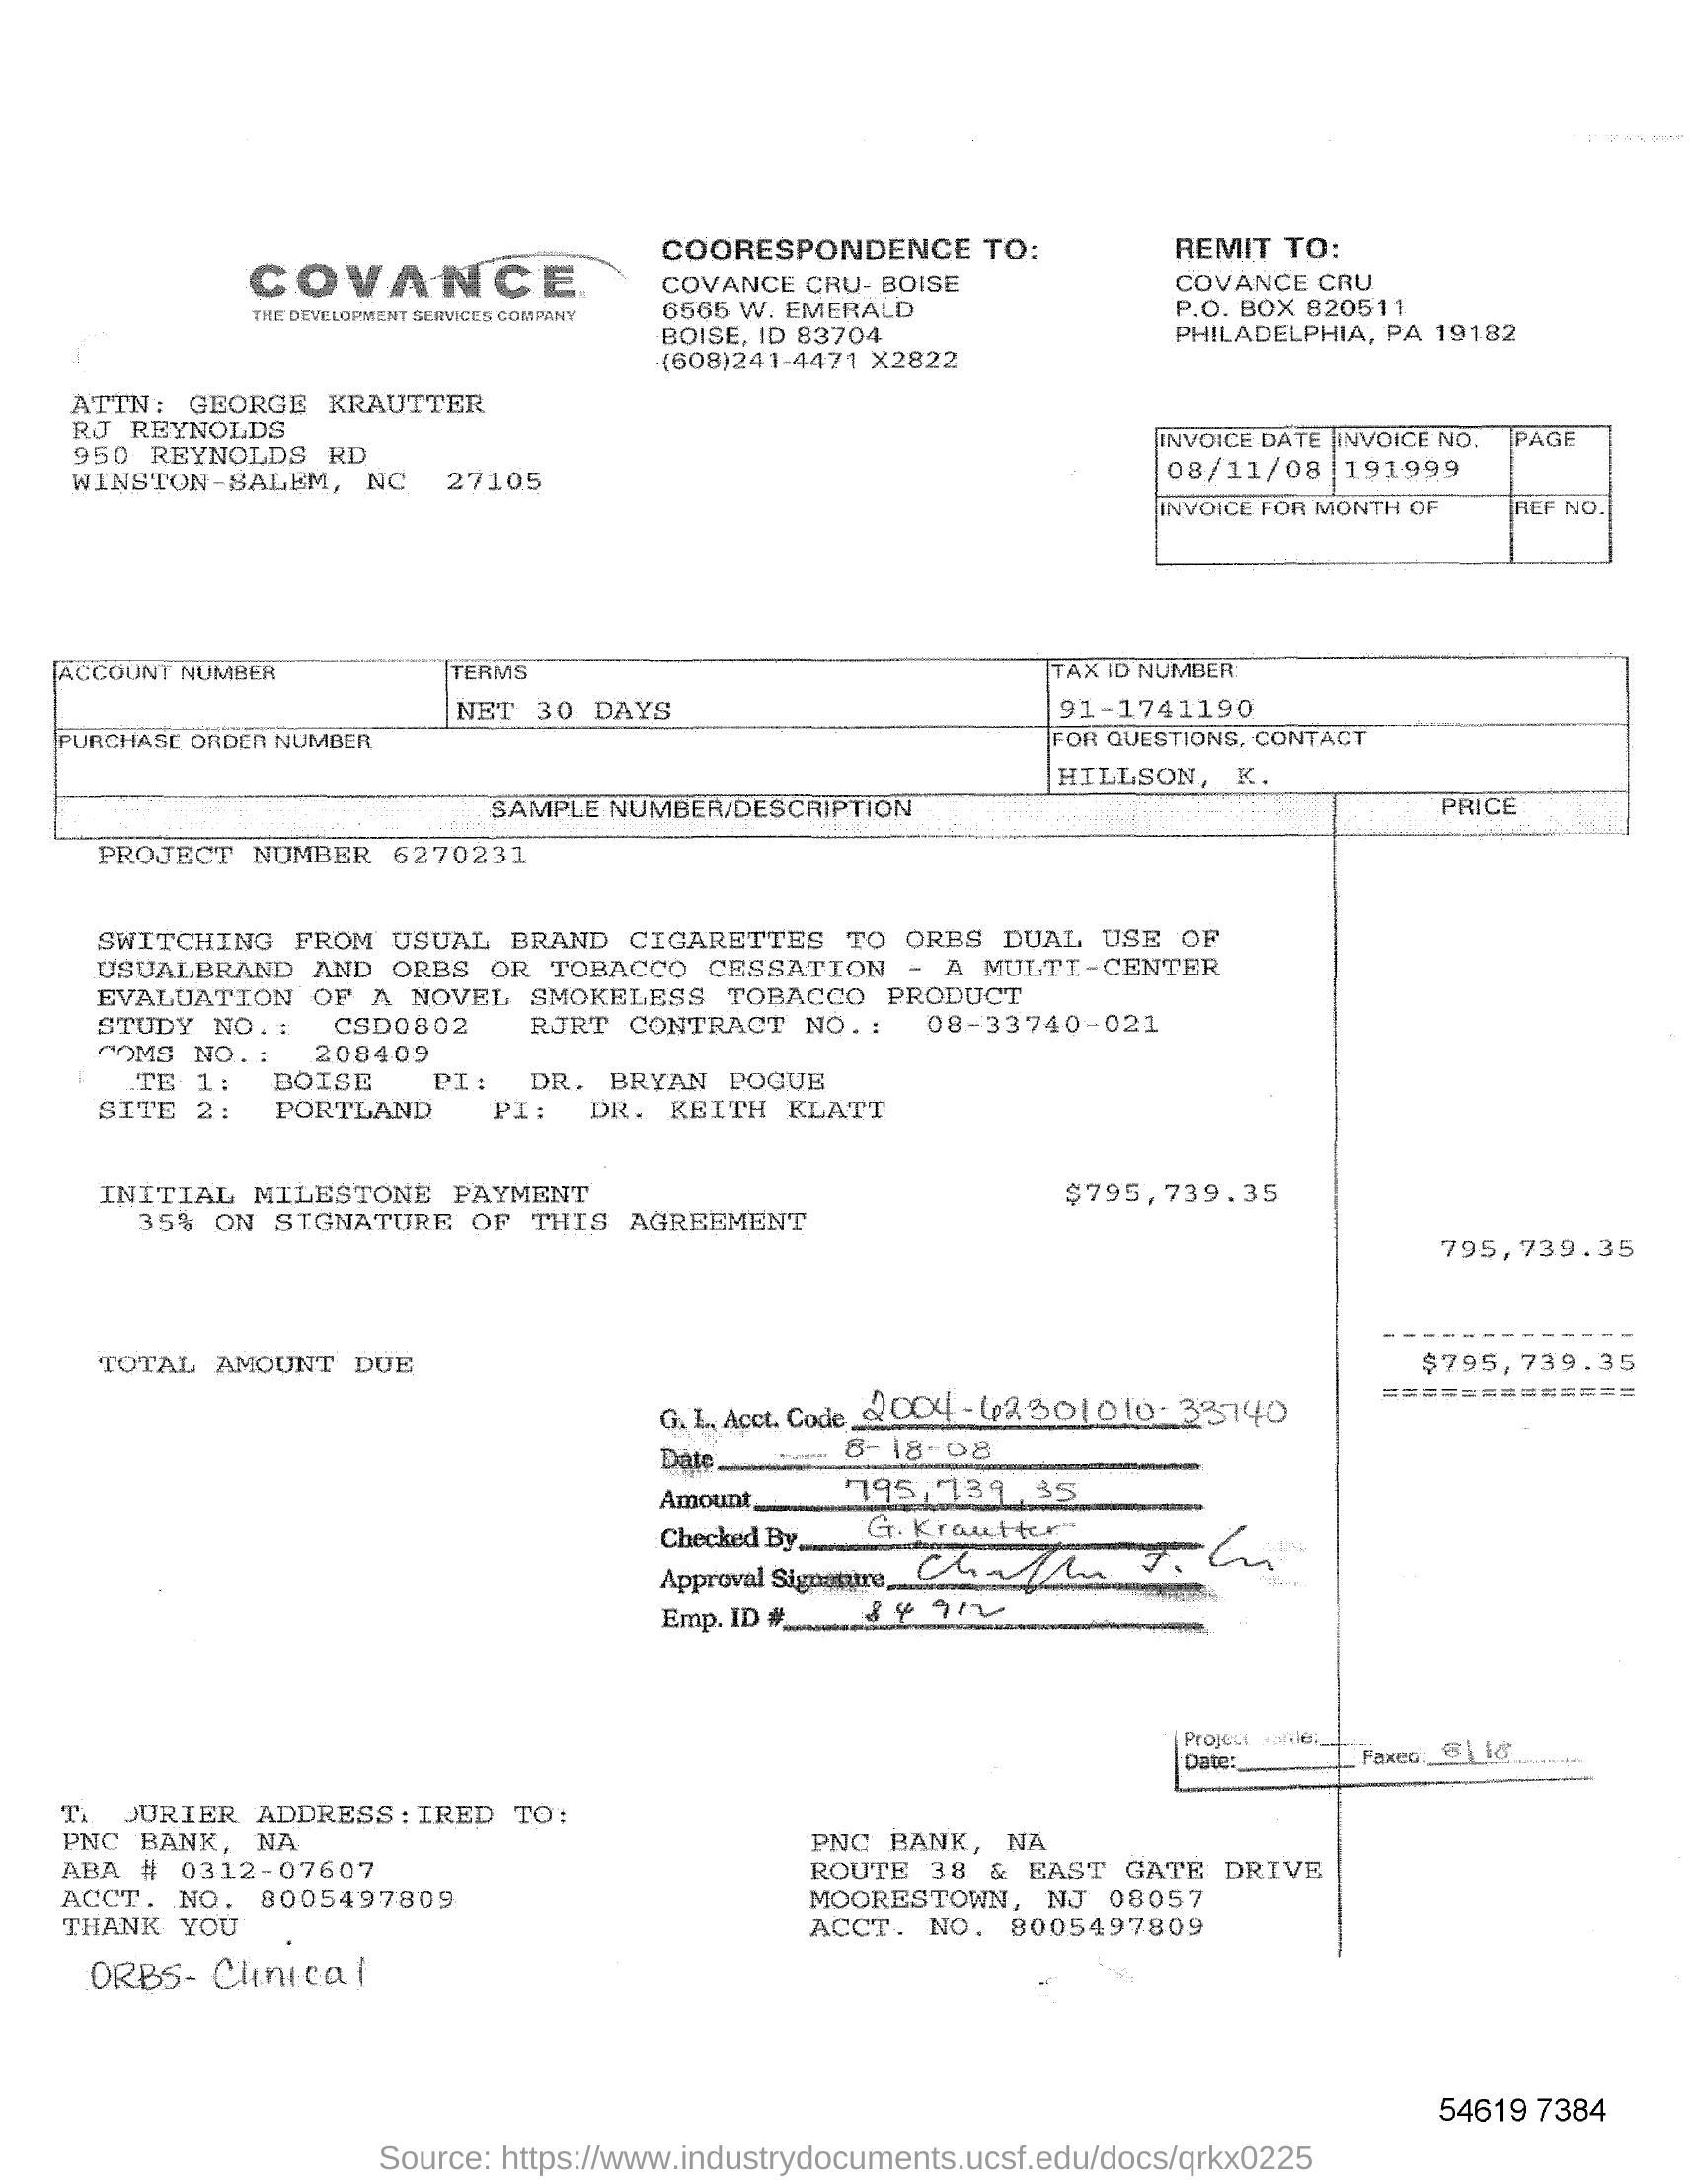 COVANCE
THE DEVELOPMENT SERVICES COMPANY
COORESPONDENCE TO:
COVANCE CRU- BOISE
6565 W. EMERALD
BOISE, ID 83704
(608)241-4471 X2822
REMIT TO:
COVANCE CRU
P.O. BOX 820511
PHILADELPHIA, PA 19182
ATTN: GEORGE KRAUTTER
RJ REYNOLDS
950 REYNOLDS RD
WINSTON-SALEM, NC 27105
INVOICE DATE INVOICE NO. PAGE
08/11/08 191999
INVOICE FOR MONTH OF REF NO.
ACCOUNT NUMBER TERMS TAX ID NUMBER
NET 30 DAYS 91-1741190
PURCHASE ORDER NUMBER FOR QUESTIONS, CONTACT
HILLSON, K.
SAMPLE NUMBER/DESCRIPTION PRICE
PROJECT NUMBER 6270231
SWITCHING FROM USUAL BRAND CIGARETTES TO ORBS DUAL USE OF
USUALBRAND AND ORBS OR TOBACCO CESSATION - A MULTI-CENTER
EVALUATION OF A NOVEL SMOKELESS TOBACCO PRODUCT
STUDY NO.: CSD0802 RJRT CONTRACT NO.: 08-33740-021
COMS NO.: 208409
TE 1: BOISE PI: DR. BRYAN POGUE
SITE 2: PORTLAND PI: DR. KEITH KLATT
INITIAL MILESTONE PAYMENT $795,739.35
35% ON SIGNATURE OF THIS AGREEMENT
795,739.35
TOTAL AMOUNT DUE $795,739.35
G. L. Acct. Code 2004-62301010-33740
Date 8-18-08
Amount 795,739.35
Checked By G. Krautter
Approval Signature
Emp. ID # 84912
Project
Date: Faxed: 8/18
JURIER ADDRESS:IRED TO:
PNC BANK, NA
ABA # 0312-07607
ACCT. NO. 8005497809
THANK YOU
PNC BANK, NA
ROUTE 38 & EAST GATE DRIVE
MOORESTOWN, NJ 08057
ACCT. NO. 8005497809
ORBS- Clinical
54619 7384
Source: https://www.industrydocuments.ucsf.edu/docs/qrkx0225